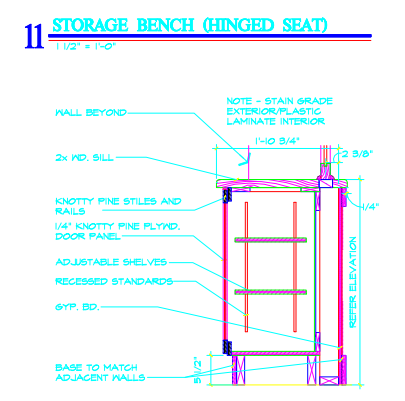 11 STORAGE BENCH (HINGED SEAT)
1 1/2" = 1'-0"
WALL BEYOND
NOTE - STAIN GRADE
EXTERIOR/PLASTIC
LAMINATE INTERIOR
1'-10 3/4"
2 3/8"
2x WD. SILL
KNOTTY PINE STILES AND
RAILS
1/4"
1/4" KNOTTY PINE PLYWD.
DOOR PANEL
ADJUSTABLE SHELVES
RECESSED STANDARDS
REFER ELEVATION
GYP. BD.
BASE TO MATCH
ADJACENT WALLS
5 1/2"